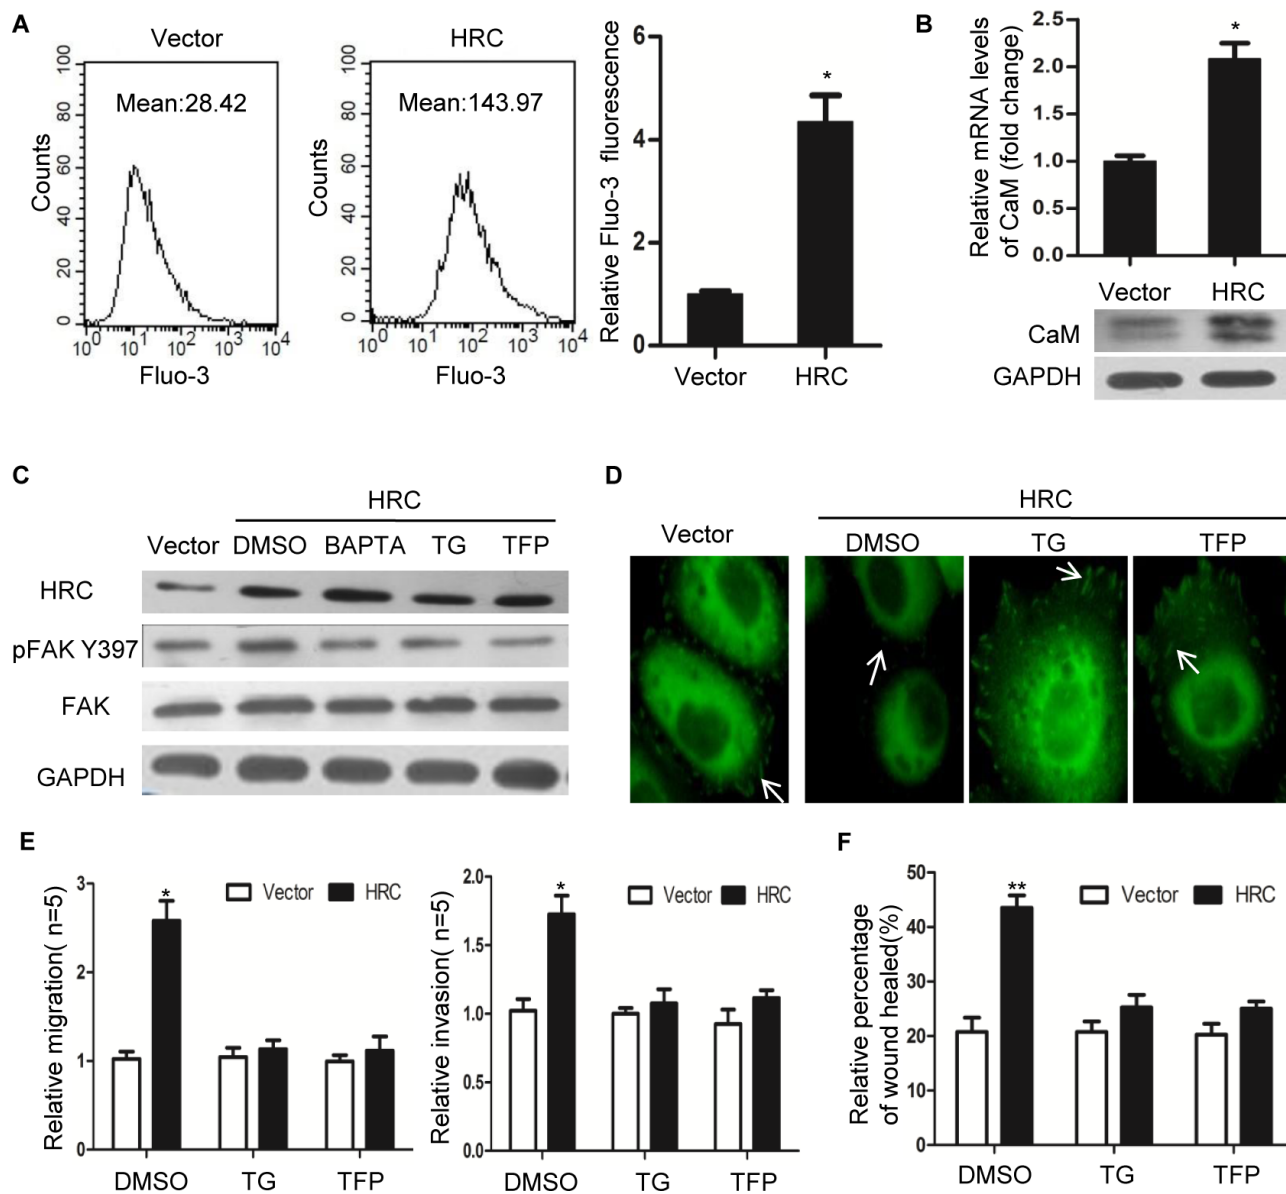 A
Vector
Mean:28.42
Counts
100
80
60
40
20
0
10^0 10^1 10^2 10^3 10^4
Fluo-3
HRC
Mean:143.97
Counts
100
80
60
40
20
0
10^0 10^1 10^2 10^3 10^4
Fluo-3
Relative Fluo-3 fluorescence
6
4
2
0
*
Vector HRC
B
Relative mRNA levels
of CaM (fold change)
2.5
2.0
1.5
1.0
0.5
0.0
*
Vector HRC
CaM
GAPDH
C
HRC
Vector DMSO BAPTA TG TFP
HRC
pFAK Y397
FAK
GAPDH
D
HRC
Vector DMSO TG TFP
E
Relative migration( n=5)
3
2
1
0
*
Vector HRC
DMSO TG TFP
Relative invasion( n=5)
2.0
1.5
1.0
0.5
0.0
*
Vector HRC
DMSO TG TFP
F
Relative percentage
of wound healed(%)
50
40
30
20
10
0
**
Vector HRC
DMSO TG TFP